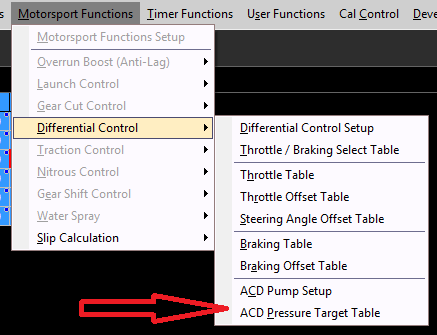 s Motorsport Functions Timer Functions User Functions Cal Control Deve
Motorsport Functions Setup
Overrun Boost (Anti-Lag)
Launch Control
Gear Cut Control
Differential Control
Traction Control
Nitrous Control
Gear Shift Control
Water Spray
Slip Calculation
Differential Control Setup
Throttle / Braking Select Table
Throttle Table
Throttle Offset Table
Steering Angle Offset Table
Braking Table
Braking Offset Table
ACD Pump Setup
ACD Pressure Target Table